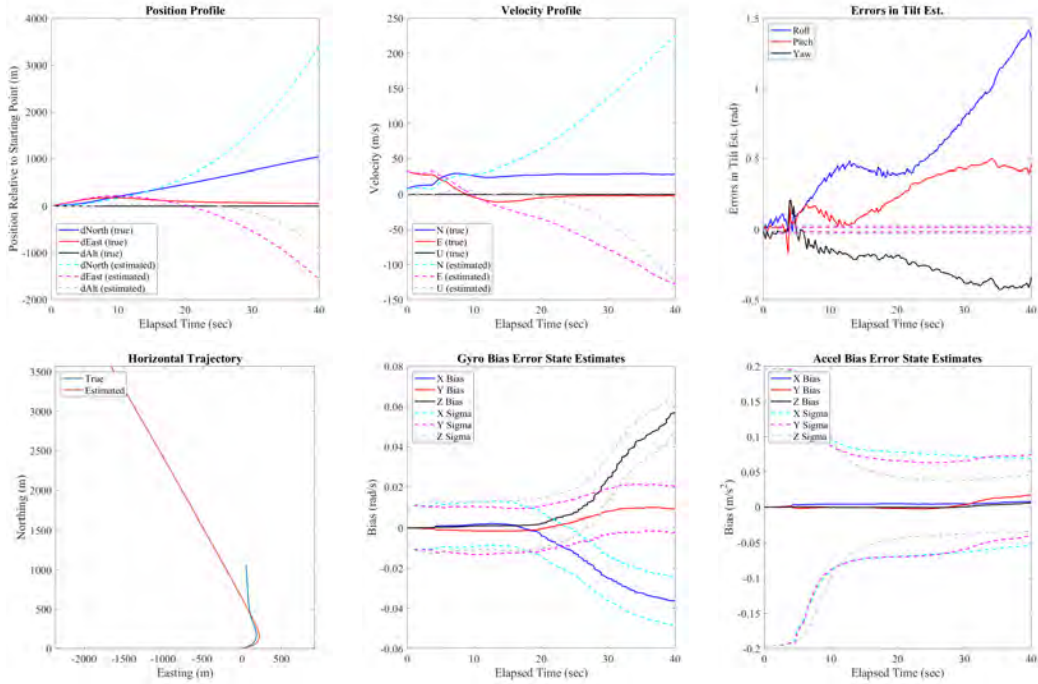 Position Profile
Position Relative to Starting Point (m)
4000
3000
2000
1000
0
-1000
-2000
dNorth (true)
dEast (true)
dAlt (true)
dNorth (estimated)
dEast (estimated)
dAlt (estimated)
0 10 20 30 40
Elapsed Time (sec)
Velocity Profile
Velocity (m/s)
250
200
150
100
50
0
-50
-100
-150
N (true)
E (true)
U (true)
N (estimated)
E (estimated)
U (estimated)
0 10 20 30 40
Elapsed Time (sec)
Errors in Tilt Est.
Errors in Tilt Est. (rad)
1.5
1
0.5
0
-0.5
Roll
Pitch
Yaw
0 10 20 30 40
Elapsed Time (sec)
Horizontal Trajectory
Northing (m)
3500
3000
2500
2000
1500
1000
500
0
True
Estimated
-2000 -1500 -1000 -500 0 500
Easting (m)
Gyro Bias Error State Estimates
Bias (rad/s)
0.08
0.06
0.04
0.02
0
-0.02
-0.04
-0.06
X Bias
Y Bias
Z Bias
X Sigma
Y Sigma
Z Sigma
0 10 20 30 40
Elapsed Time (sec)
Accel Bias Error State Estimates
Bias (m/s²)
0.2
0.15
0.1
0.05
0
-0.05
-0.1
-0.15
-0.2
X Bias
Y Bias
Z Bias
X Sigma
Y Sigma
Z Sigma
0 10 20 30 40
Elapsed Time (sec)